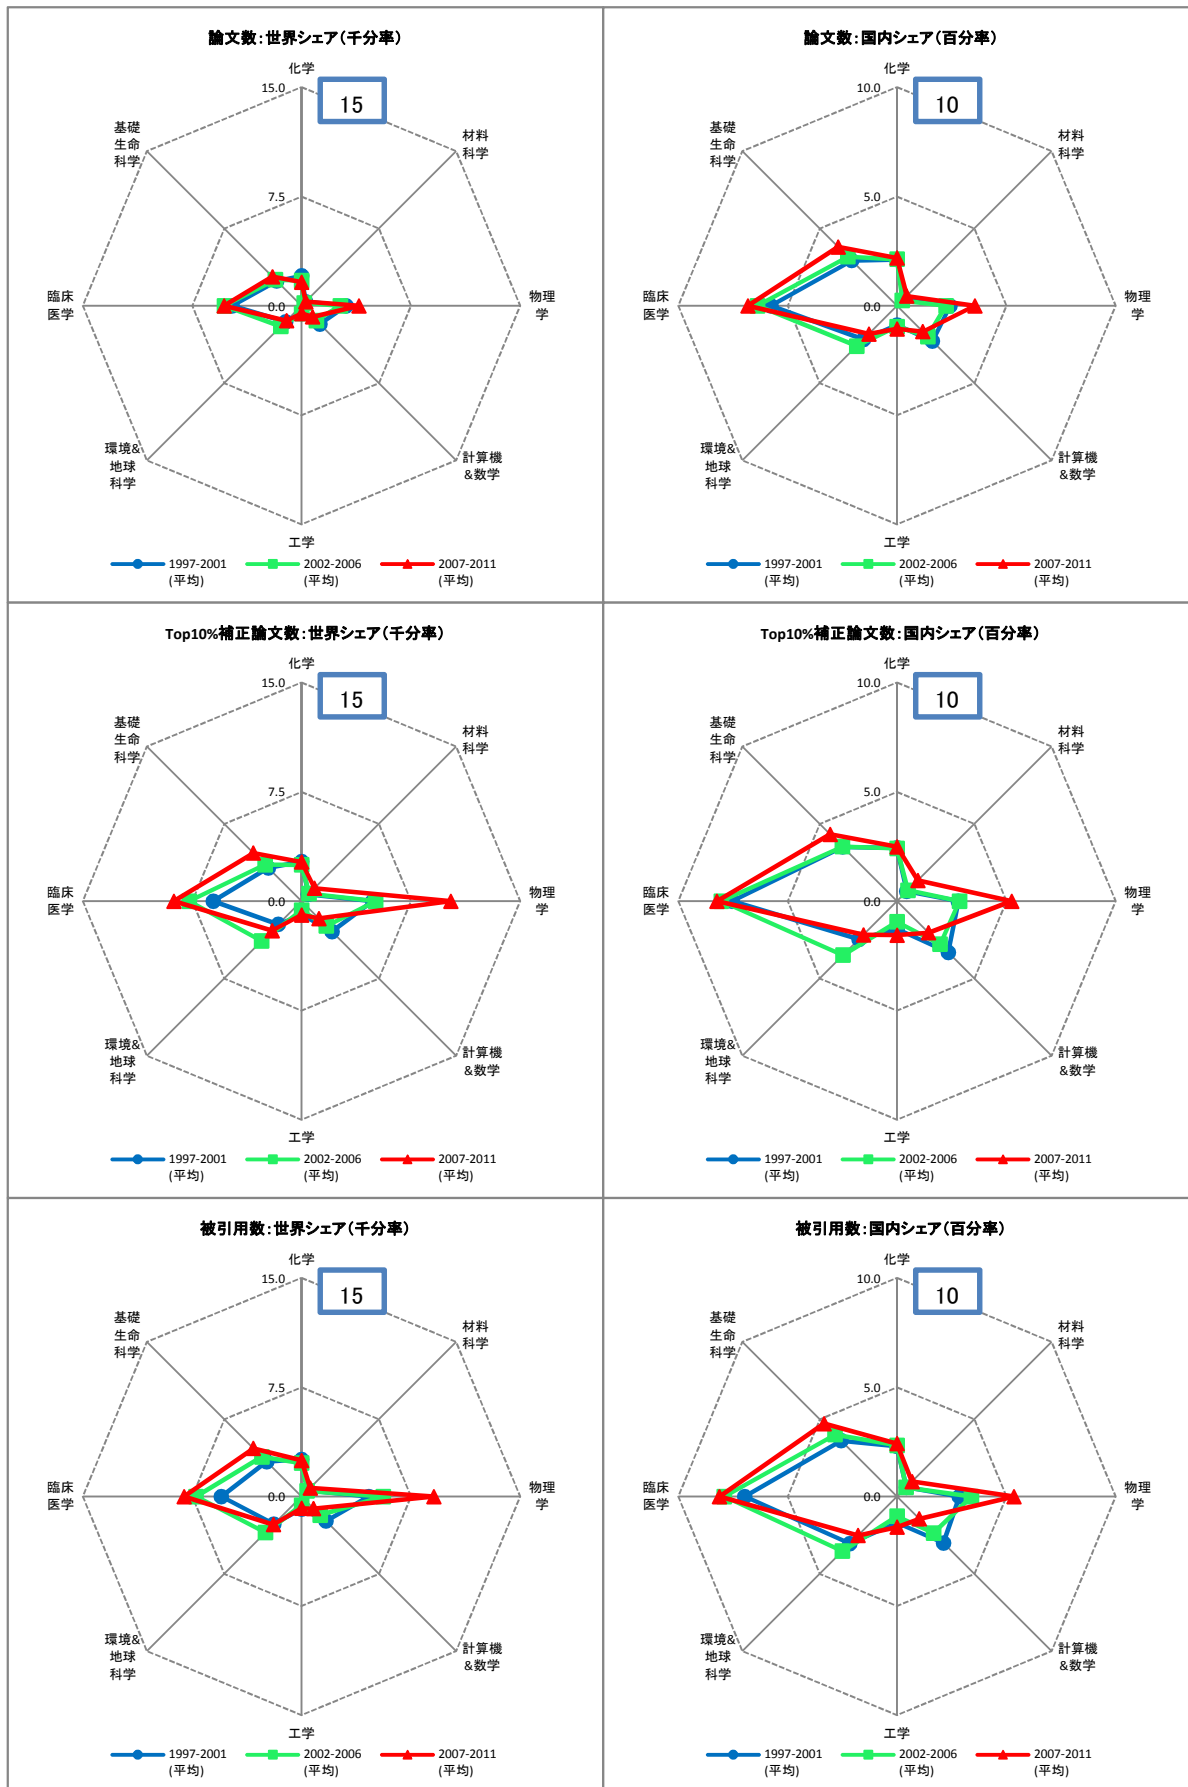 論文数:世界シェア(千分率)
化学
15.0
15
基礎
生命
科学
材料
科学
7.5
臨床
医学
0.0
物理
学
環境&
地球
科学
計算機
&数学
工学
1997-2001
(平均)
2002-2006
(平均)
2007-2011
(平均)
論文数:国内シェア(百分率)
化学
10.0
10
基礎
生命
科学
材料
科学
5.0
臨床
医学
0.0
物理
学
環境&
地球
科学
計算機
&数学
工学
1997-2001
(平均)
2002-2006
(平均)
2007-2011
(平均)
Top10%補正論文数:世界シェア(千分率)
化学
15.0
15
基礎
生命
科学
材料
科学
7.5
臨床
医学
0.0
物理
学
環境&
地球
科学
計算機
&数学
工学
1997-2001
(平均)
2002-2006
(平均)
2007-2011
(平均)
Top10%補正論文数:国内シェア(百分率)
化学
10.0
10
基礎
生命
科学
材料
科学
5.0
臨床
医学
0.0
物理
学
環境&
地球
科学
計算機
&数学
工学
1997-2001
(平均)
2002-2006
(平均)
2007-2011
(平均)
被引用数:世界シェア(千分率)
化学
15.0
15
基礎
生命
科学
材料
科学
7.5
臨床
医学
0.0
物理
学
環境&
地球
科学
計算機
&数学
工学
1997-2001
(平均)
2002-2006
(平均)
2007-2011
(平均)
被引用数:国内シェア(百分率)
化学
10.0
10
基礎
生命
科学
材料
科学
5.0
臨床
医学
0.0
物理
学
環境&
地球
科学
計算機
&数学
工学
1997-2001
(平均)
2002-2006
(平均)
2007-2011
(平均)